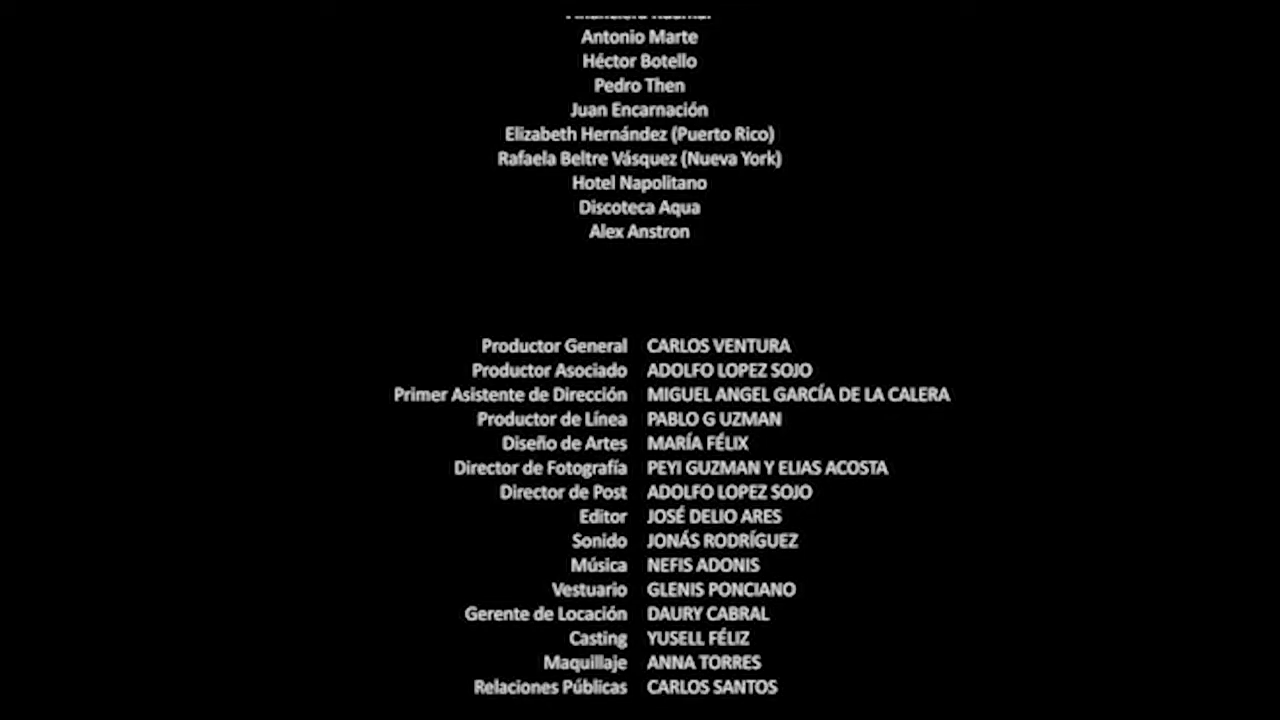 Antonio Marte
Héctor Botello
Pedro Then
Juan Encarnación
Elizabeth Hernández (Puerto Rico)
Rafaela Beltre Vásquez (Nueva York)
Hotel Napolitano
Discoteca Aqua
Alex Anstron
Productor General CARLOS VENTURA
Productor Asociado ADOLFO LOPEZ SOJO
Primer Asistente de Dirección MIGUEL ANGEL GARCÍA DE LA CALERA
Productor de Línea PABLO G UZMAN
Diseño de Artes MARÍA FÉLIX
Director de Fotografía PEYI GUZMAN Y ELIAS ACOSTA
Director de Post ADOLFO LOPEZ SOJO
Editor JOSÉ DELIO ARES
Sonido JONÁS RODRÍGUEZ
Música NEFIS ADONIS
Vestuario GLENIS PONCIANO
Gerente de Locación DAURY CABRAL
Casting YUSELL FÉLIZ
Maquillaje ANNA TORRES
Relaciones Públicas CARLOS SANTOS